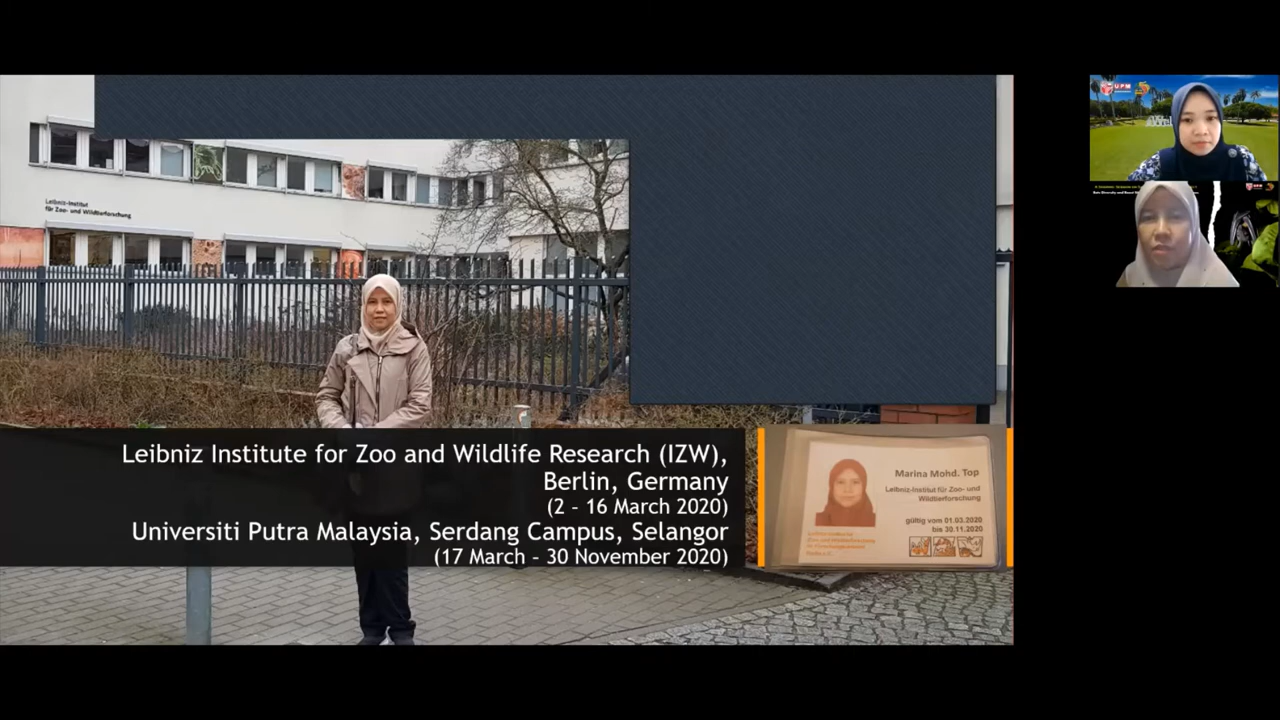 Leibniz-Institut
für Zoo- und Wildtierforschung
Leibniz Institute for Zoo and Wildlife Research (IZW),
Berlin, Germany
(2 – 16 March 2020)
Universiti Putra Malaysia, Serdang Campus, Selangor
(17 March – 30 November 2020)
Marina Mohd. Top
Leibniz-Institut für Zoo- und
Wildtierforschung
gültig vom 01.03.2020
bis 30.11.2020
UPM